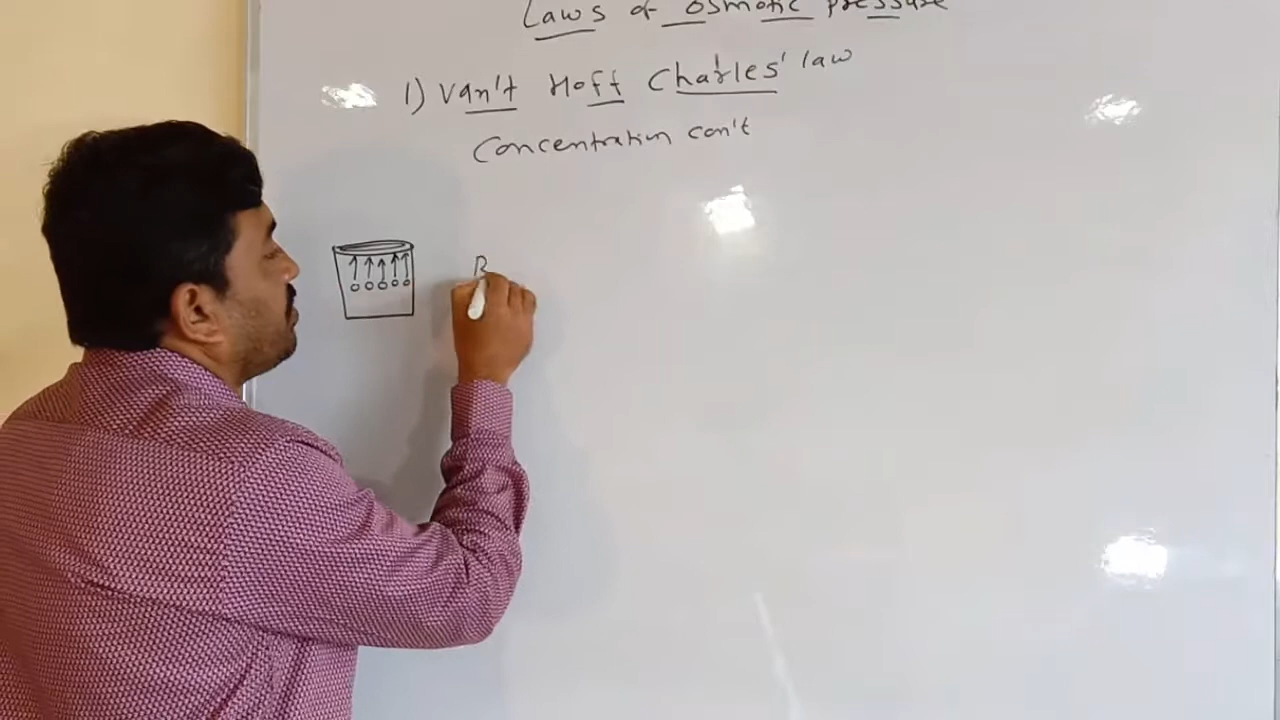 Laws of osmotic pressure
1) Van't Hoff Charles' law
Concentration con't